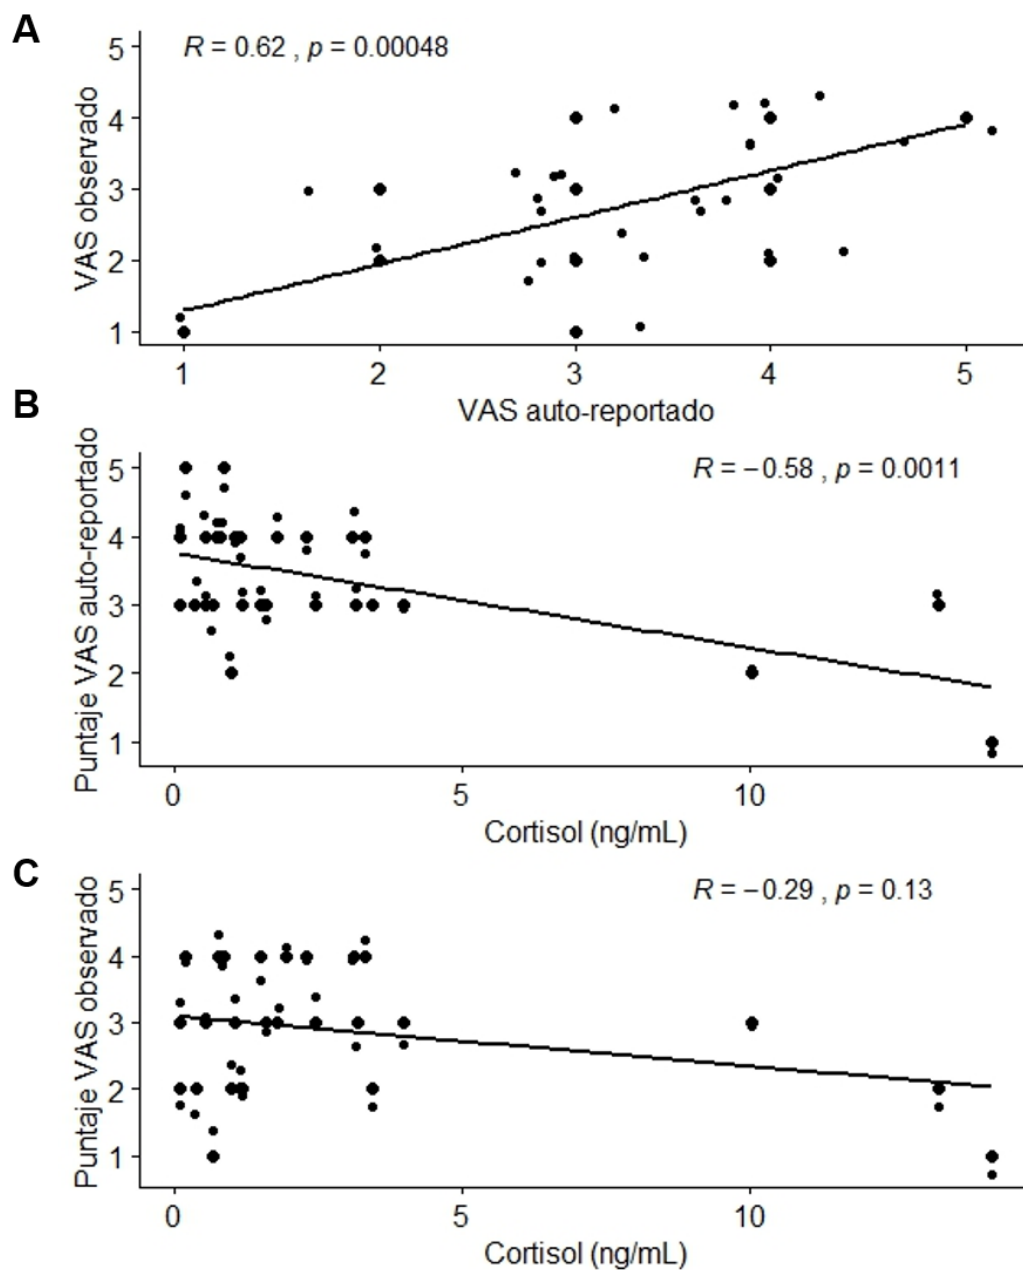 A
R = 0.62 , p = 0.00048
VAS observado
5
4
3
2
1
1 2 3 4 5
VAS auto-reportado
B
R = −0.58 , p = 0.0011
Puntaje VAS auto-reportado
5
4
3
2
1
0 5 10
Cortisol (ng/mL)
C
R = −0.29 , p = 0.13
Puntaje VAS observado
5
4
3
2
1
0 5 10
Cortisol (ng/mL)